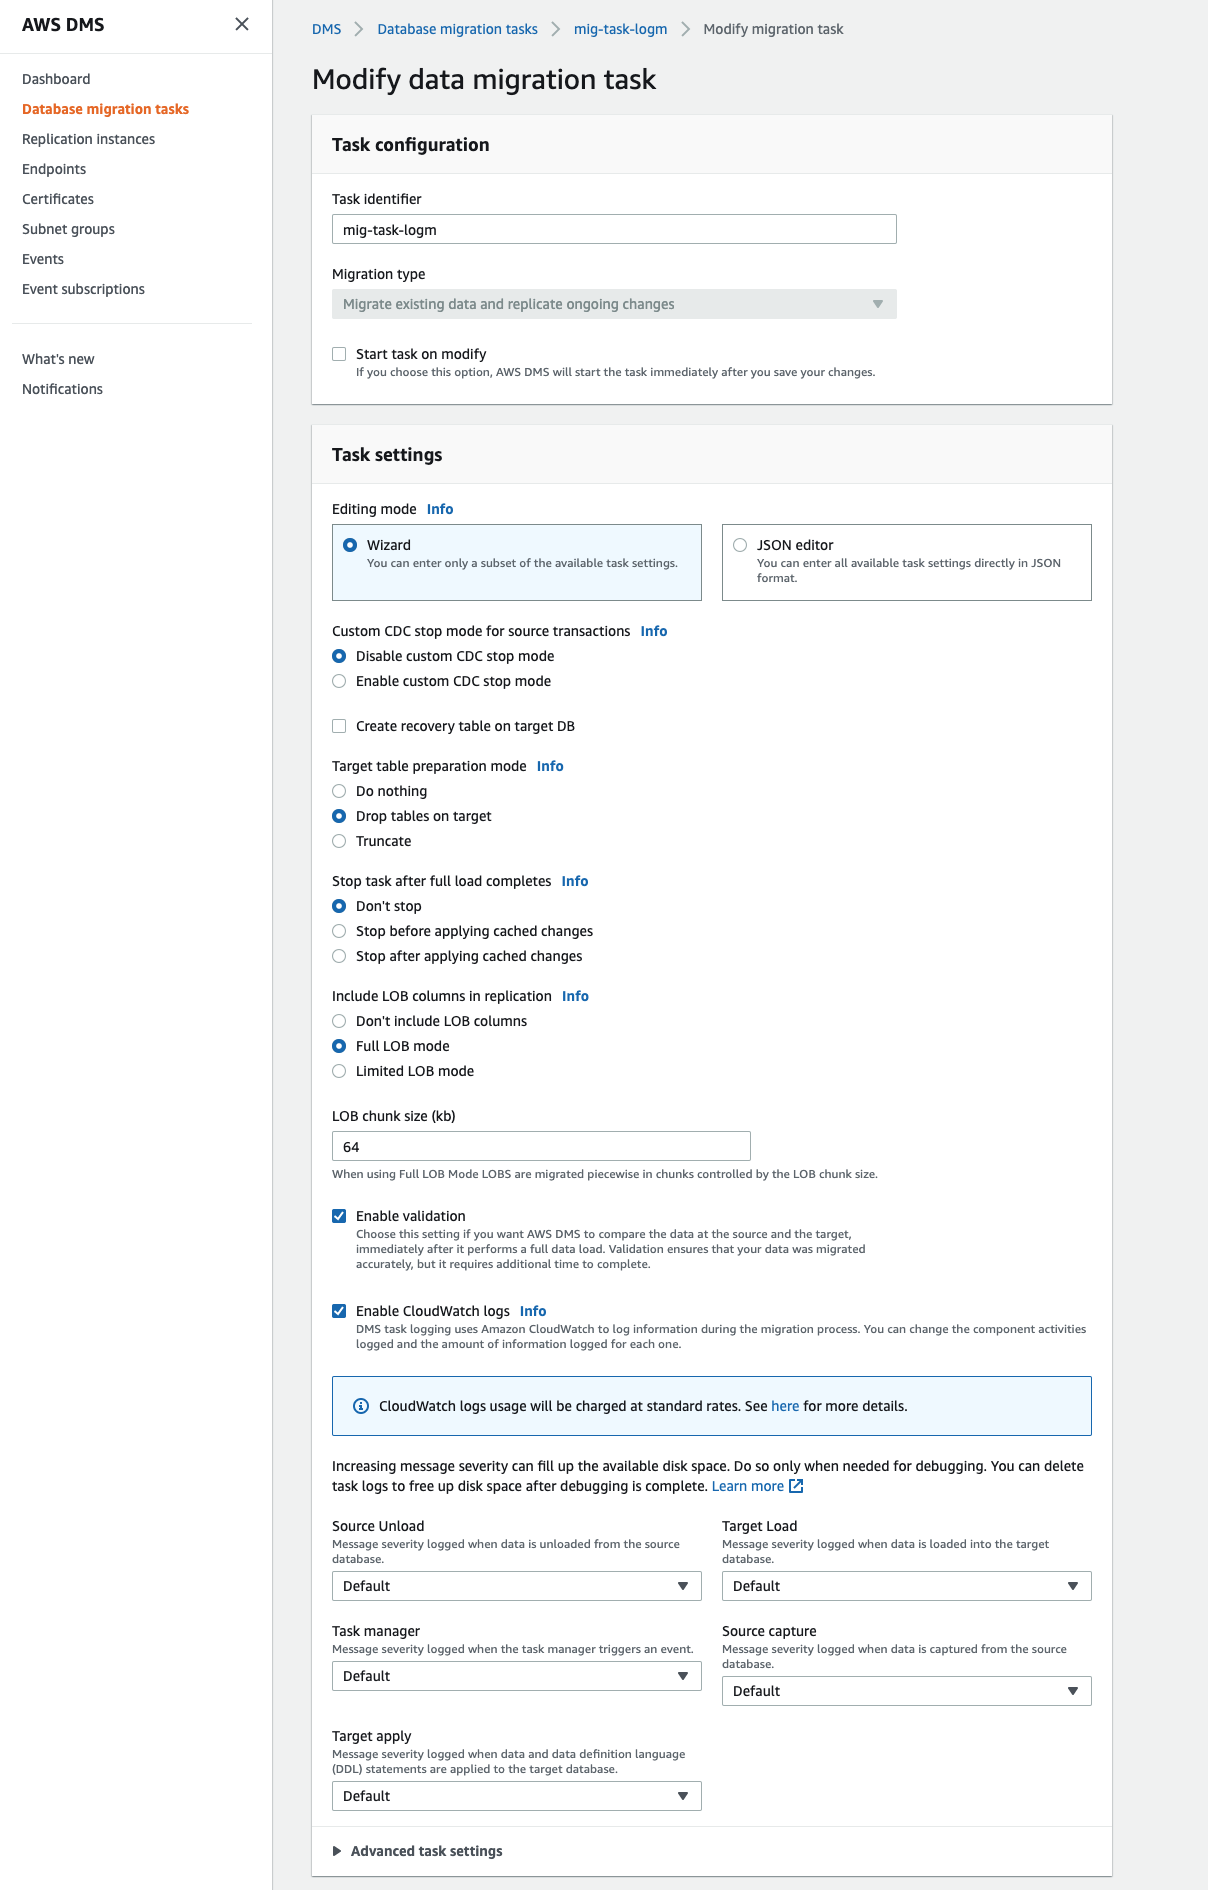 AWS DMS
Dashboard
Database migration tasks
Replication instances
Endpoints
Certificates
Subnet groups
Events
Event subscriptions
What's new
Notifications
DMS
Database migration tasks
mig-task-logm
Modify migration task
Modify data migration task
Task configuration
Task identifier
mig-task-logm
Migration type
Migrate existing data and replicate ongoing changes
Start task on modify
If you choose this option, AWS DMS will start the task immediately after you save your changes.
Task settings
Editing mode Info
Wizard
You can enter only a subset of the available task settings.
JSON editor
You can enter all available task settings directly in JSON
format.
Custom CDC stop mode for source transactions Info
Disable custom CDC stop mode
Enable custom CDC stop mode
Create recovery table on target DB
Target table preparation mode Info
Do nothing
Drop tables on target
Truncate
Stop task after full load completes Info
Don't stop
Stop before applying cached changes
Stop after applying cached changes
Include LOB columns in replication Info
Don't include LOB columns
Full LOB mode
Limited LOB mode
LOB chunk size (kb)
64
When using Full LOB Mode LOBS are migrated piecewise in chunks controlled by the LOB chunk size.
Enable validation
Choose this setting if you want AWS DMS to compare the data at the source and the target,
immediately after it performs a full data load. Validation ensures that your data was migrated
accurately, but it requires additional time to complete.
Enable CloudWatch logs Info
DMS task logging uses Amazon CloudWatch to log information during the migration process. You can change the component activities
logged and the amount of information logged for each one.
CloudWatch logs usage will be charged at standard rates. See here for more details.
Increasing message severity can fill up the available disk space. Do so only when needed for debugging. You can delete
task logs to free up disk space after debugging is complete. Learn more
Source Unload
Message severity logged when data is unloaded from the source
database.
Default
Target Load
Message severity logged when data is loaded into the target
database.
Default
Task manager
Message severity logged when the task manager triggers an event.
Default
Source capture
Message severity logged when data is captured from the source
database.
Default
Target apply
Message severity logged when data and data definition language
(DDL) statements are applied to the target database.
Default
Advanced task settings